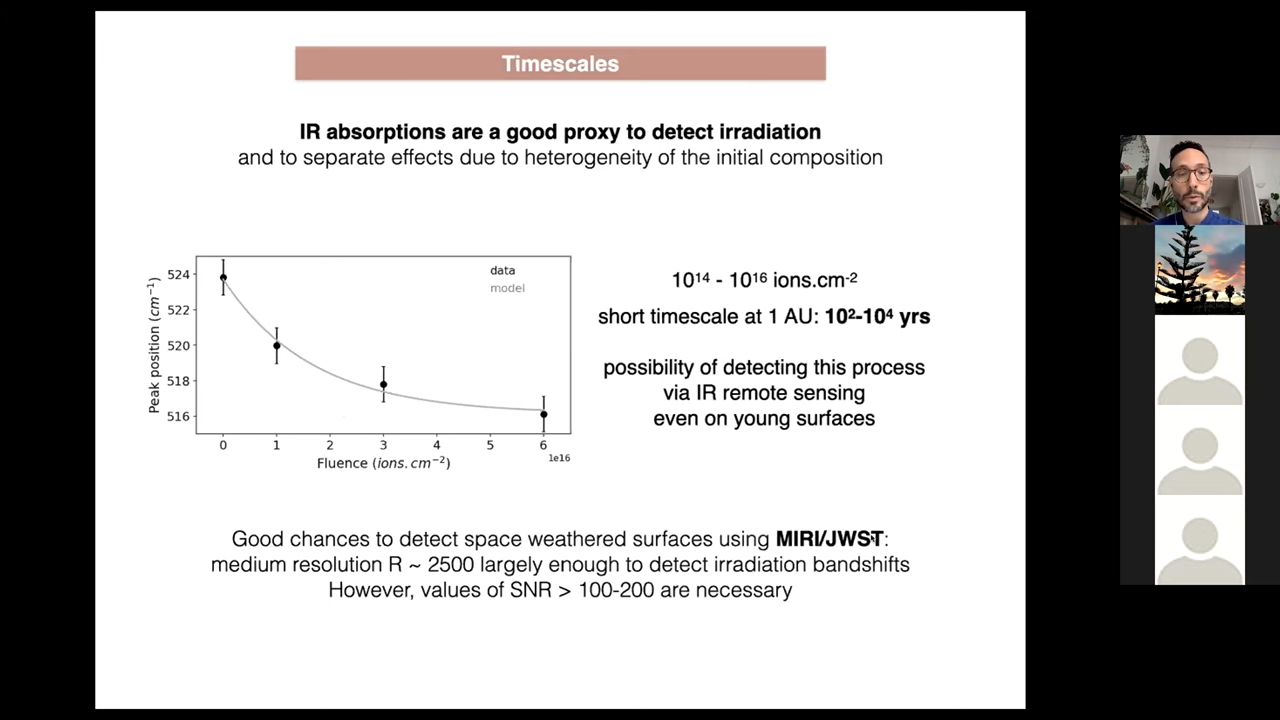 Timescales
IR absorptions are a good proxy to detect irradiation
and to separate effects due to heterogeneity of the initial composition
524
522
520
518
516
Peak position (cm⁻¹)
data
model
0 1 2 3 4 5 6
1e16
Fluence (ions.cm⁻²)
10¹⁴ - 10¹⁶ ions.cm⁻²
short timescale at 1 AU: 10²-10⁴ yrs
possibility of detecting this process
via IR remote sensing
even on young surfaces
Good chances to detect space weathered surfaces using MIRI/JWST:
medium resolution R ~ 2500 largely enough to detect irradiation bandshifts
However, values of SNR > 100-200 are necessary